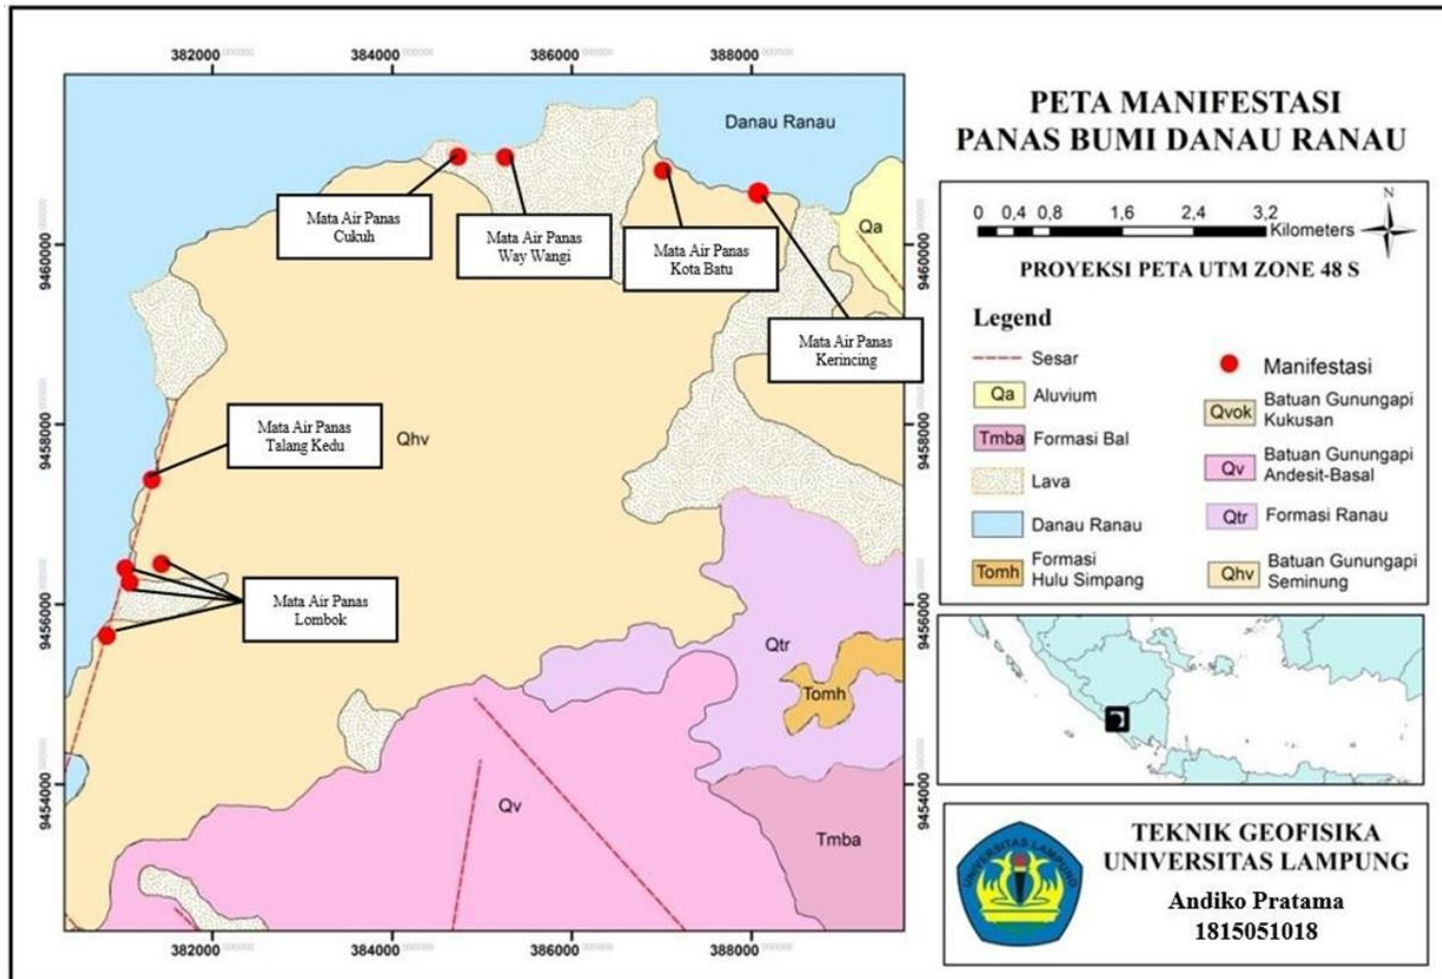 382000
384000
386000
388000
Danau Ranau
Mata Air Panas
Cukuh
Mata Air Panas
Way Wangi
Mata Air Panas
Kota Batu
Qa
9460000
9460000
Mata Air Panas
Kerincing
Mata Air Panas
Talang Kedu
Qhv
9458000
9458000
Mata Air Panas
Lombok
9456000
9456000
Qtr
Tomh
9454000
9454000
Qv
Tmba
382000
384000
386000
388000
PETA MANIFESTASI
PANAS BUMI DANAU RANAU
0 0,4 0,8 1,6 2,4 3,2
Kilometers
N
PROYEKSI PETA UTM ZONE 48 S
Legend
Sesar
Qa Aluvium
Tmba Formasi Bal
Lava
Danau Ranau
Tomh Formasi
Hulu Simpang
Manifestasi
Qvok Batuan Gunungapi
Kukusan
Qv Batuan Gunungapi
Andesit-Basal
Qtr Formasi Ranau
Qhv Batuan Gunungapi
Seminung
UNIVERSITAS LAMPUNG
TEKNIK GEOFISIKA
UNIVERSITAS LAMPUNG
Andiko Pratama
1815051018